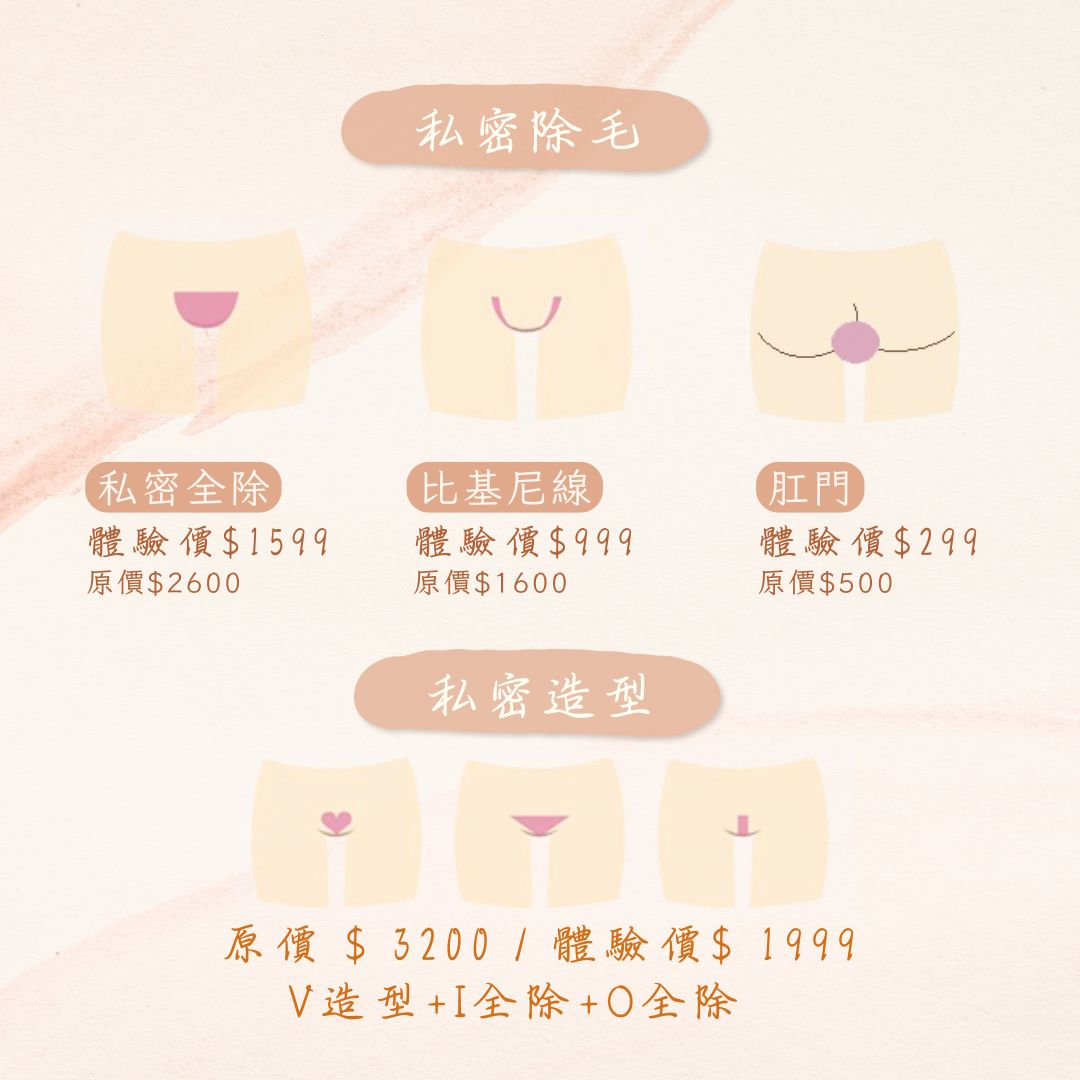 私密除毛
私密全除
體驗價$1599
原價$2600
比基尼線
體驗價$999
原價$1600
肛門
體驗價$299
原價$500
私密造型
原價 $ 3200 / 體驗價$ 1999
V造型+I全除+O全除